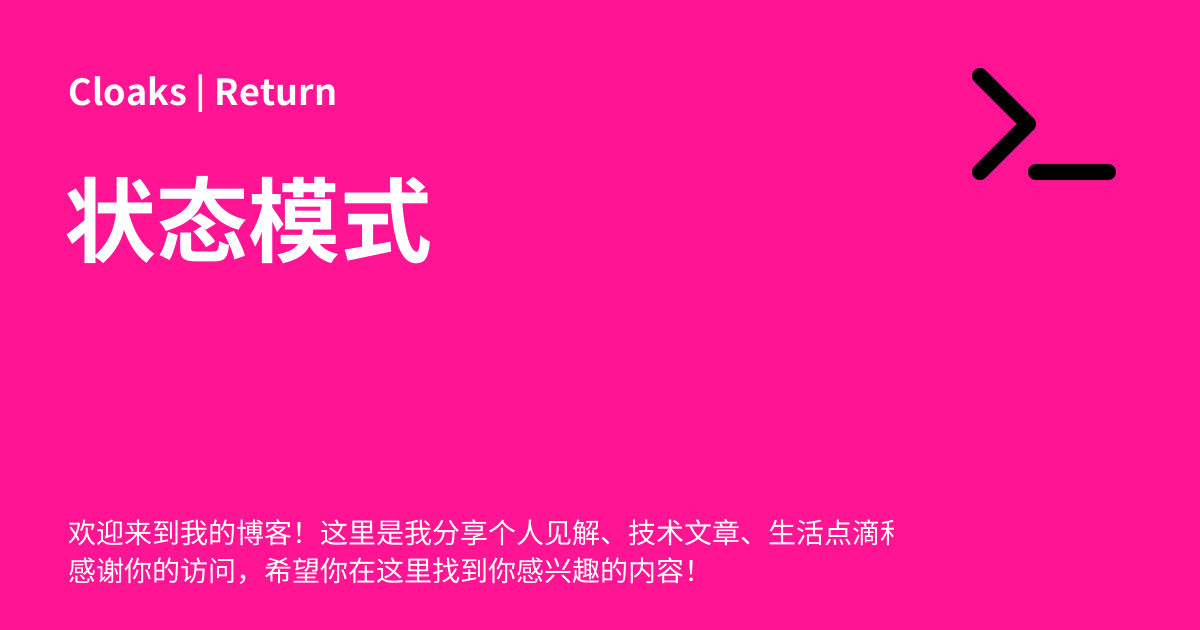 Cloaks | Return
状态模式
欢迎来到我的博客！这里是我分享个人见解、技术文章、生活点滴
感谢你的访问，希望你在这里找到你感兴趣的内容！